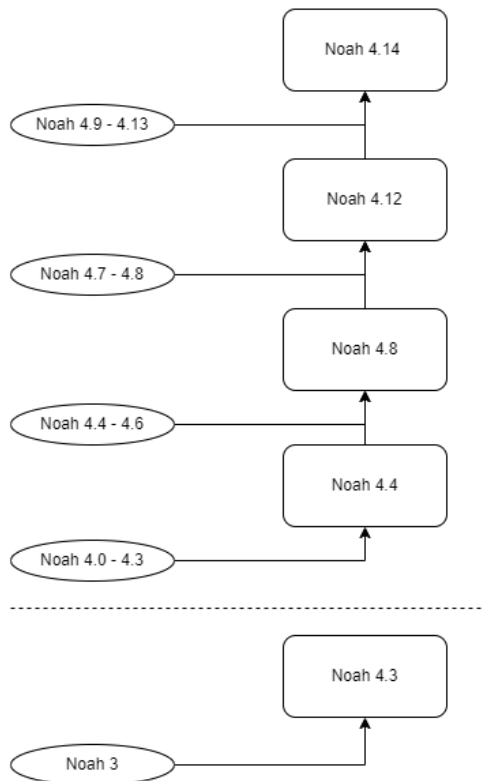 Noah 4.14
Noah 4.9 - 4.13
Noah 4.12
Noah 4.7 - 4.8
Noah 4.8
Noah 4.4 - 4.6
Noah 4.4
Noah 4.0 - 4.3
Noah 4.3
Noah 3